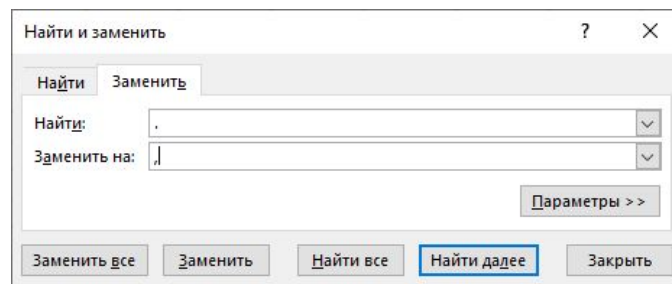 Найти и заменить ? ×
Найти Заменить
Найти: .
Заменить на: ,
Параметры >>
Заменить все Заменить Найти все Найти далее Закрыть